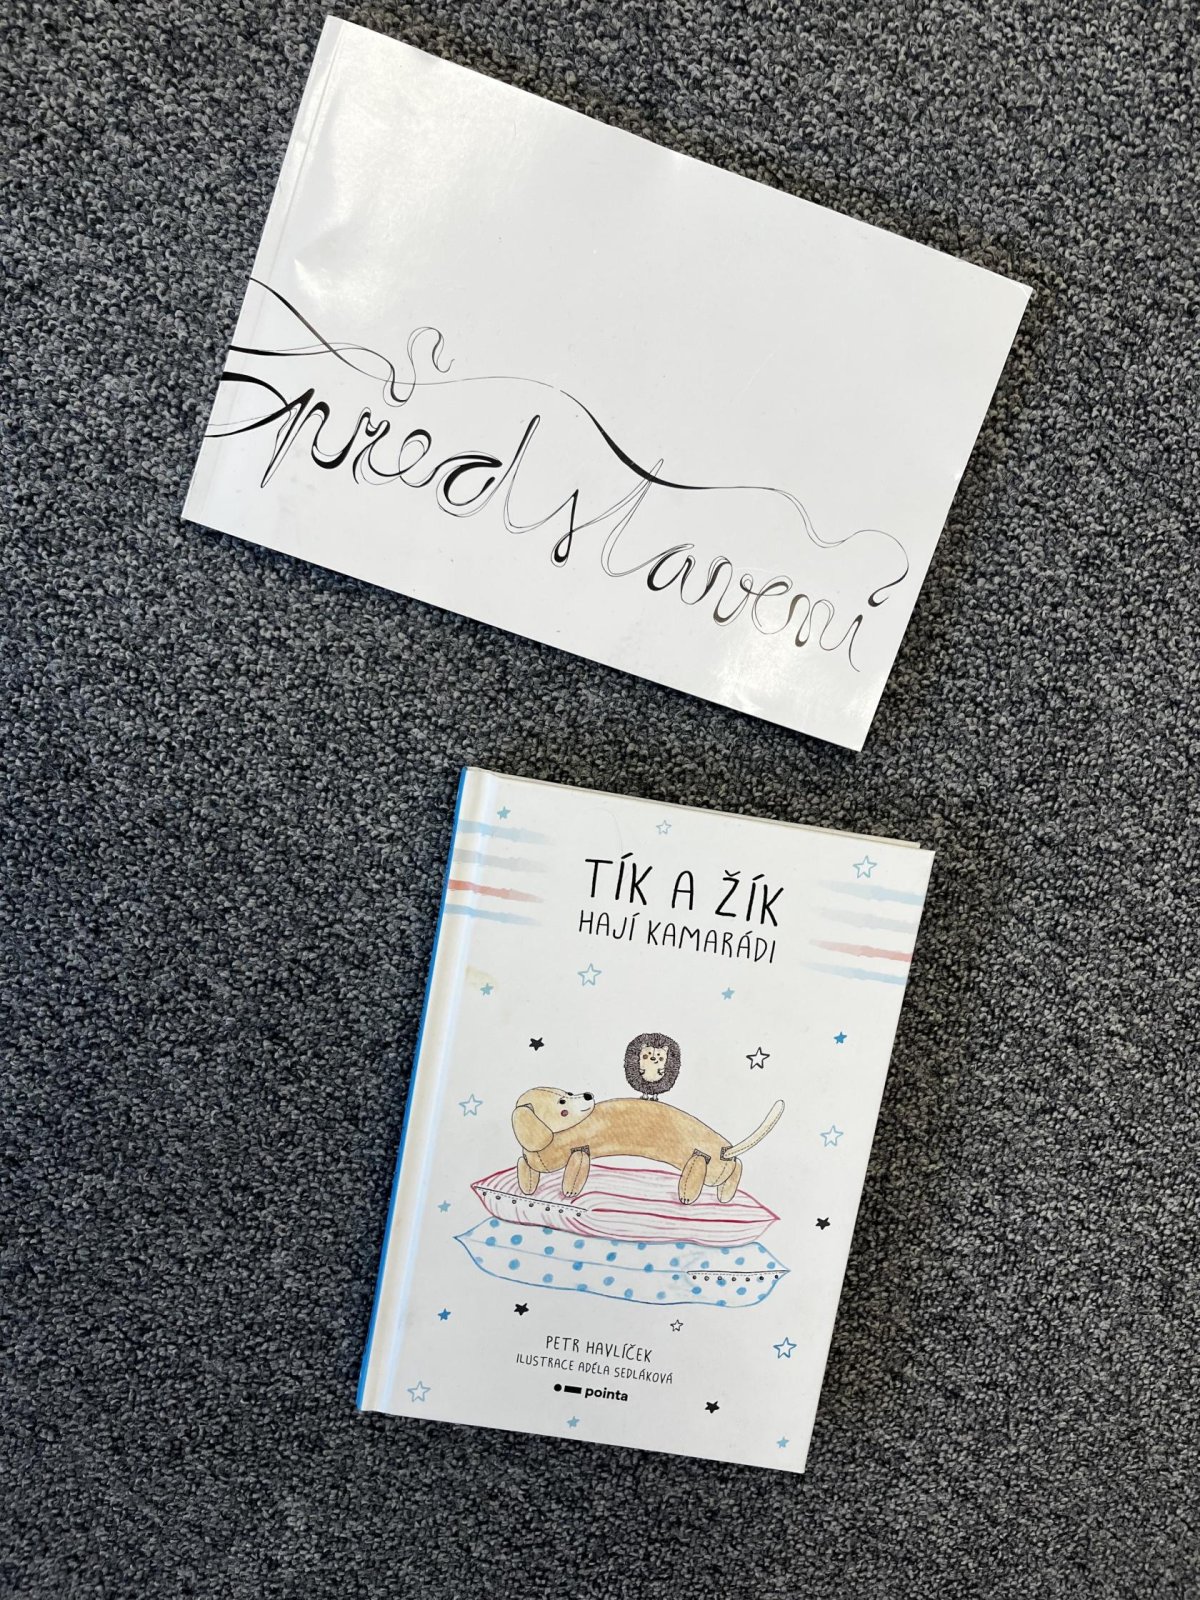 představení
TÍK A ŽÍK
HAJÍ KAMARÁDI
PETR HAVLÍČEK
ILUSTRACE ADÉLA SEDLÁKOVÁ
pointa